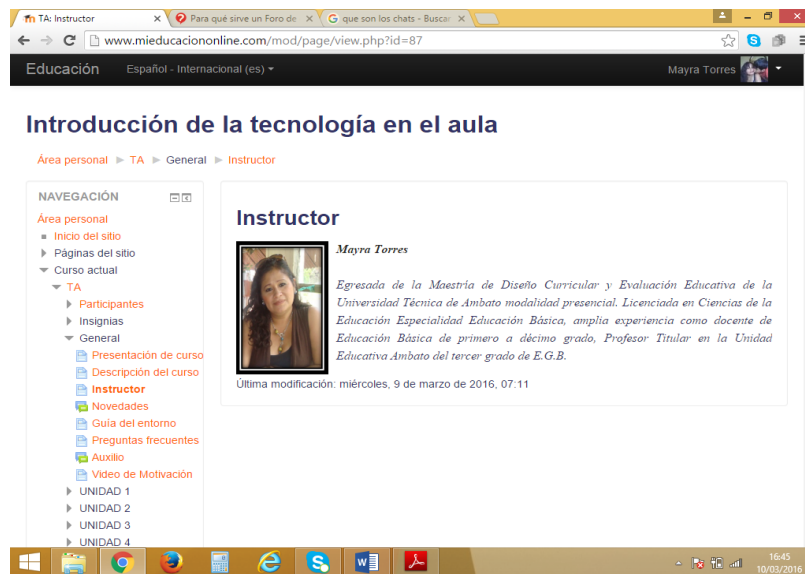 TA: Instructor
Para qué sirve un Foro de
que son los chats - Buscar
www.mieducaciononline.com/mod/page/view.php?id=87
Educación Español - Internacional (es) Mayra Torres
Introducción de la tecnología en el aula
Área personal TA General Instructor
NAVEGACIÓN
Área personal
Inicio del sitio
Páginas del sitio
Curso actual
TA
Participantes
Insignias
General
Presentación de curso
Descripción del curso
Instructor
Novedades
Guía del entorno
Preguntas frecuentes
Auxilio
Video de Motivación
UNIDAD 1
UNIDAD 2
UNIDAD 3
UNIDAD 4
Instructor
Mayra Torres
Egresada de la Maestría de Diseño Curricular y Evaluación Educativa de la
Universidad Técnica de Ambato modalidad presencial. Licenciada en Ciencias de la
Educación Especialidad Educación Básica, amplia experiencia como docente de
Educación Básica de primero a décimo grado, Profesor Titular en la Unidad
Educativa Ambato del tercer grado de E.G.B.
Última modificación: miércoles, 9 de marzo de 2016, 07:11
16:45
10/03/2016